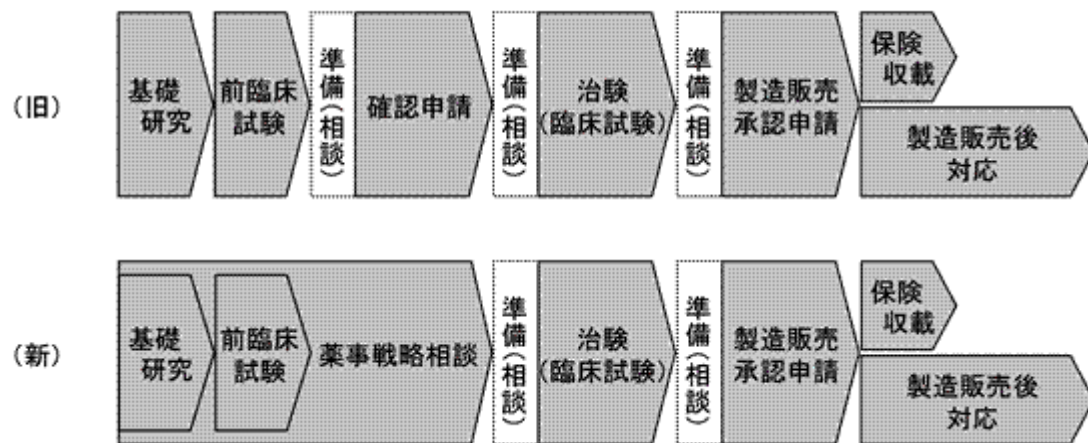 （旧）
基礎
研究
前臨床
試験
準備（相談）
確認申請
準備（相談）
治験
（臨床試験）
準備（相談）
製造販売
承認申請
保険
収載
製造販売後
対応
（新）
基礎
研究
前臨床
試験
薬事戦略相談
準備（相談）
治験
（臨床試験）
準備（相談）
製造販売
承認申請
保険
収載
製造販売後
対応